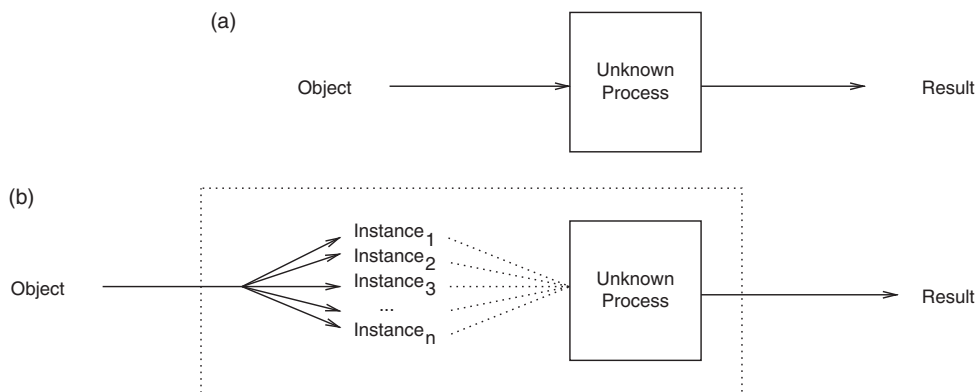 (a)
Object
Unknown
Process
Result
(b)
Object
Instance1
Instance2
Instance3
...
Instancen
Unknown
Process
Result